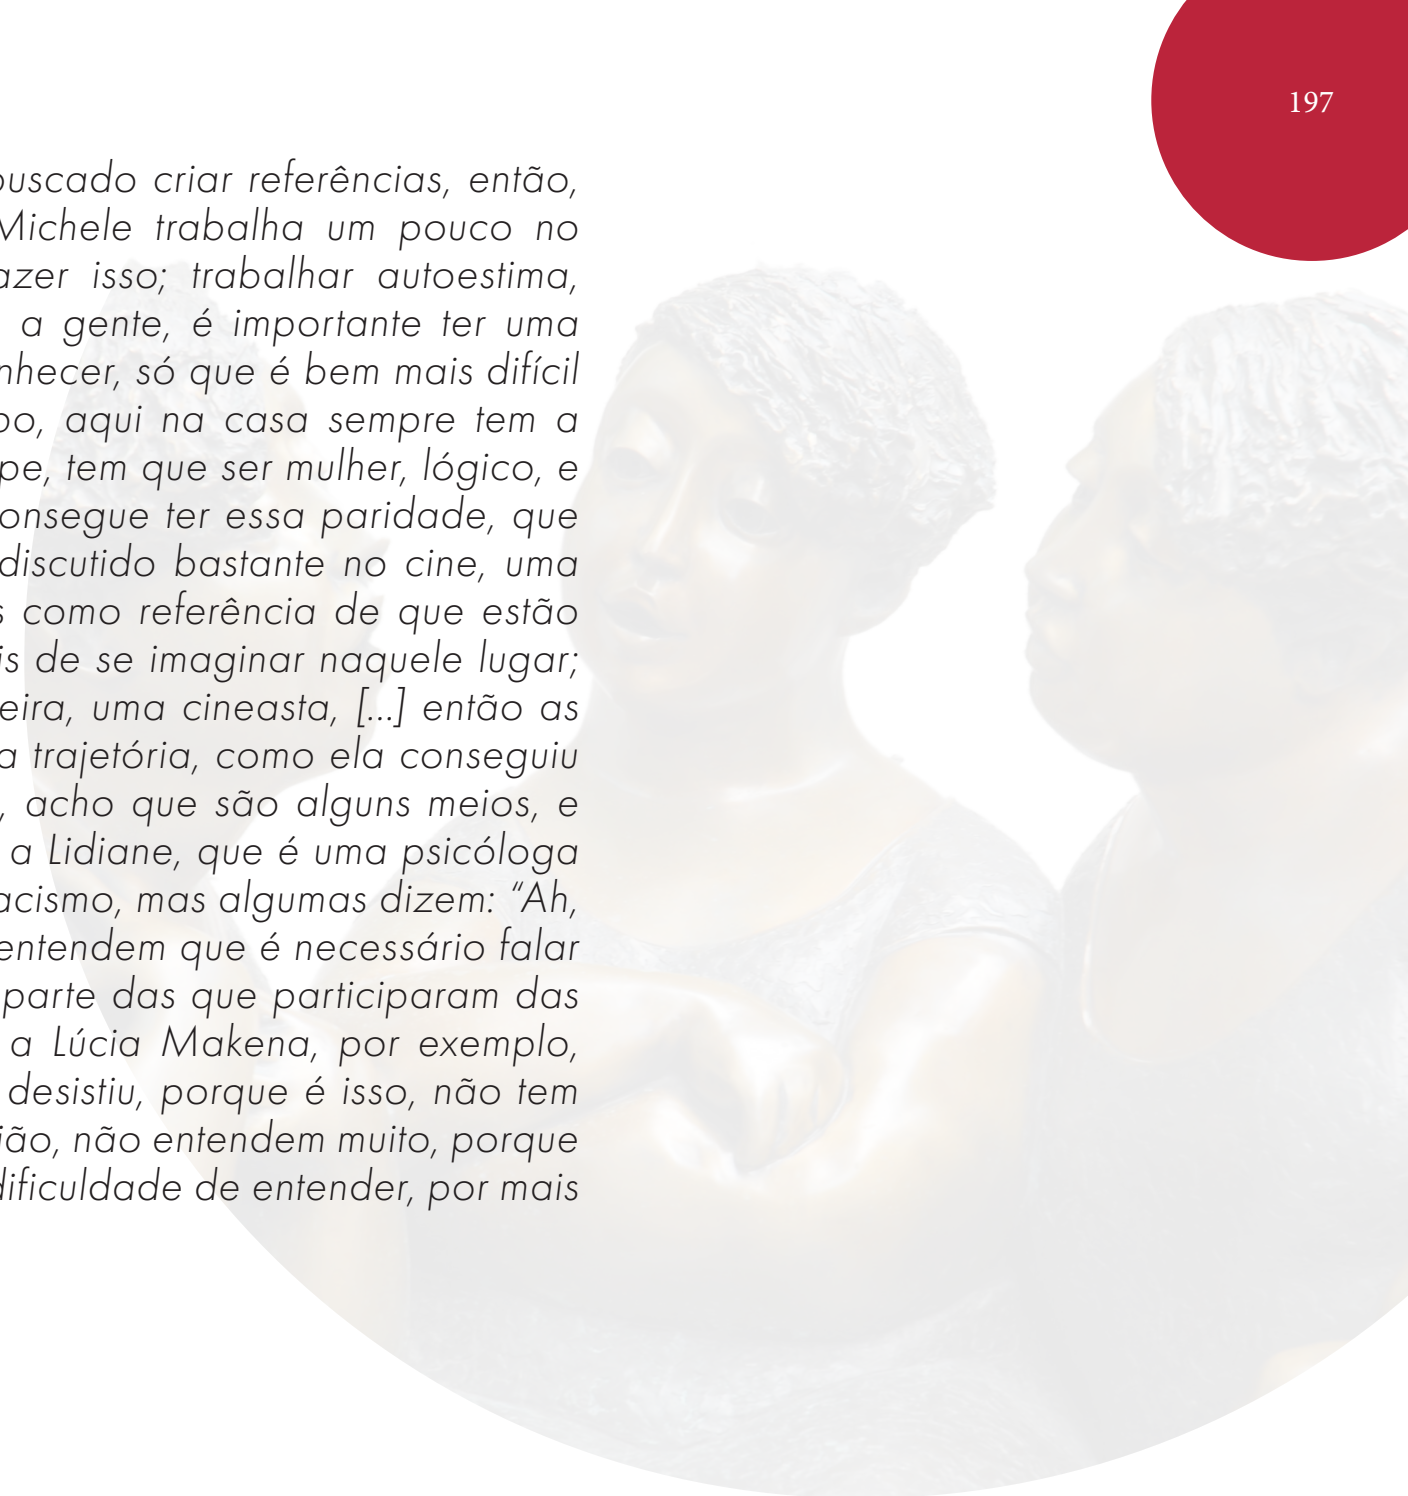 197
buscado criar referências, então,
Michele trabalha um pouco no
azer isso; trabalhar autoestima,
a gente, é importante ter uma
nhecer, só que é bem mais difícil
po, aqui na casa sempre tem a
pe, tem que ser mulher, lógico, e
onsegue ter essa paridade, que
discutido bastante no cine, uma
s como referência de que estão
is de se imaginar naquele lugar;
eira, uma cineasta, [...] então as
a trajetória, como ela conseguiu
, acho que são alguns meios, e
a Lidiane, que é uma psicóloga
acismo, mas algumas dizem: “Ah,
entendem que é necessário falar
parte das que participaram das
a Lúcia Makena, por exemplo,
desistiu, porque é isso, não tem
ião, não entendem muito, porque
dificuldade de entender, por mais